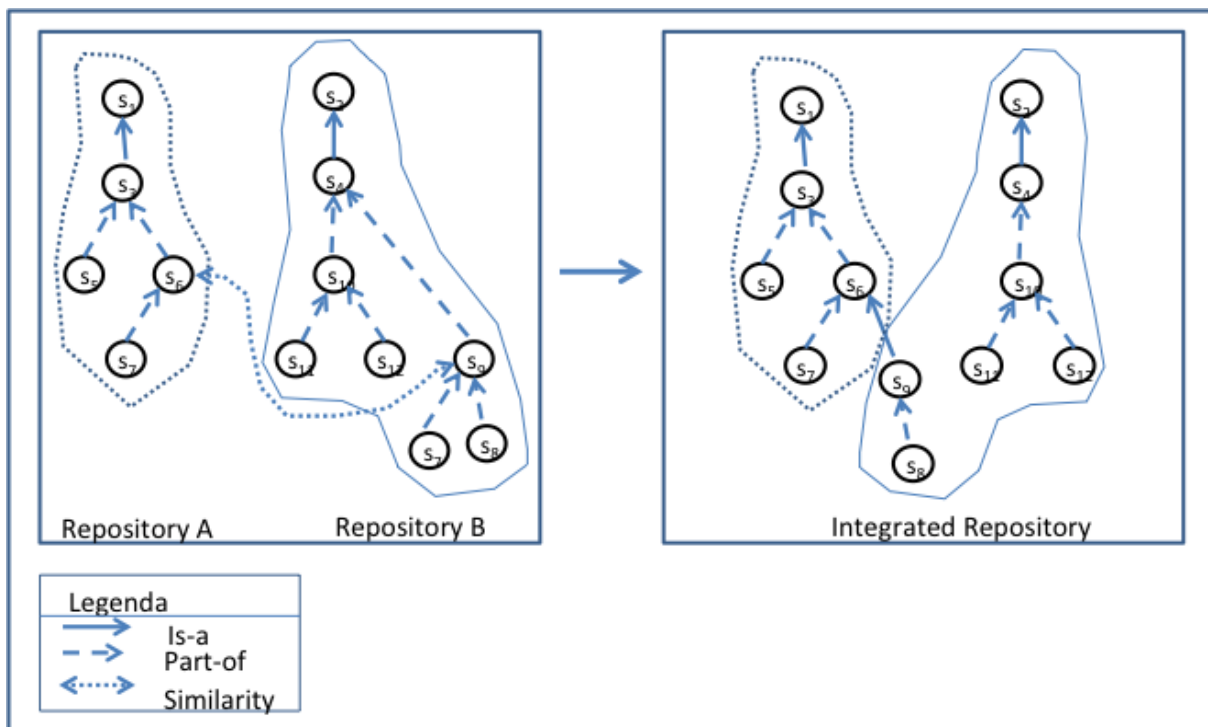 s₁
s₂
s₃
s₄
s₅
s₆
s₁₀
s₇
s₁₁
s₁₂
s₉
s₇
s₈
Repository A
Repository B
s₁
s₂
s₃
s₄
s₅
s₆
s₁₀
s₇
s₉
s₁₁
s₁₂
s₈
Integrated Repository
Legenda
Is-a
Part-of
Similarity